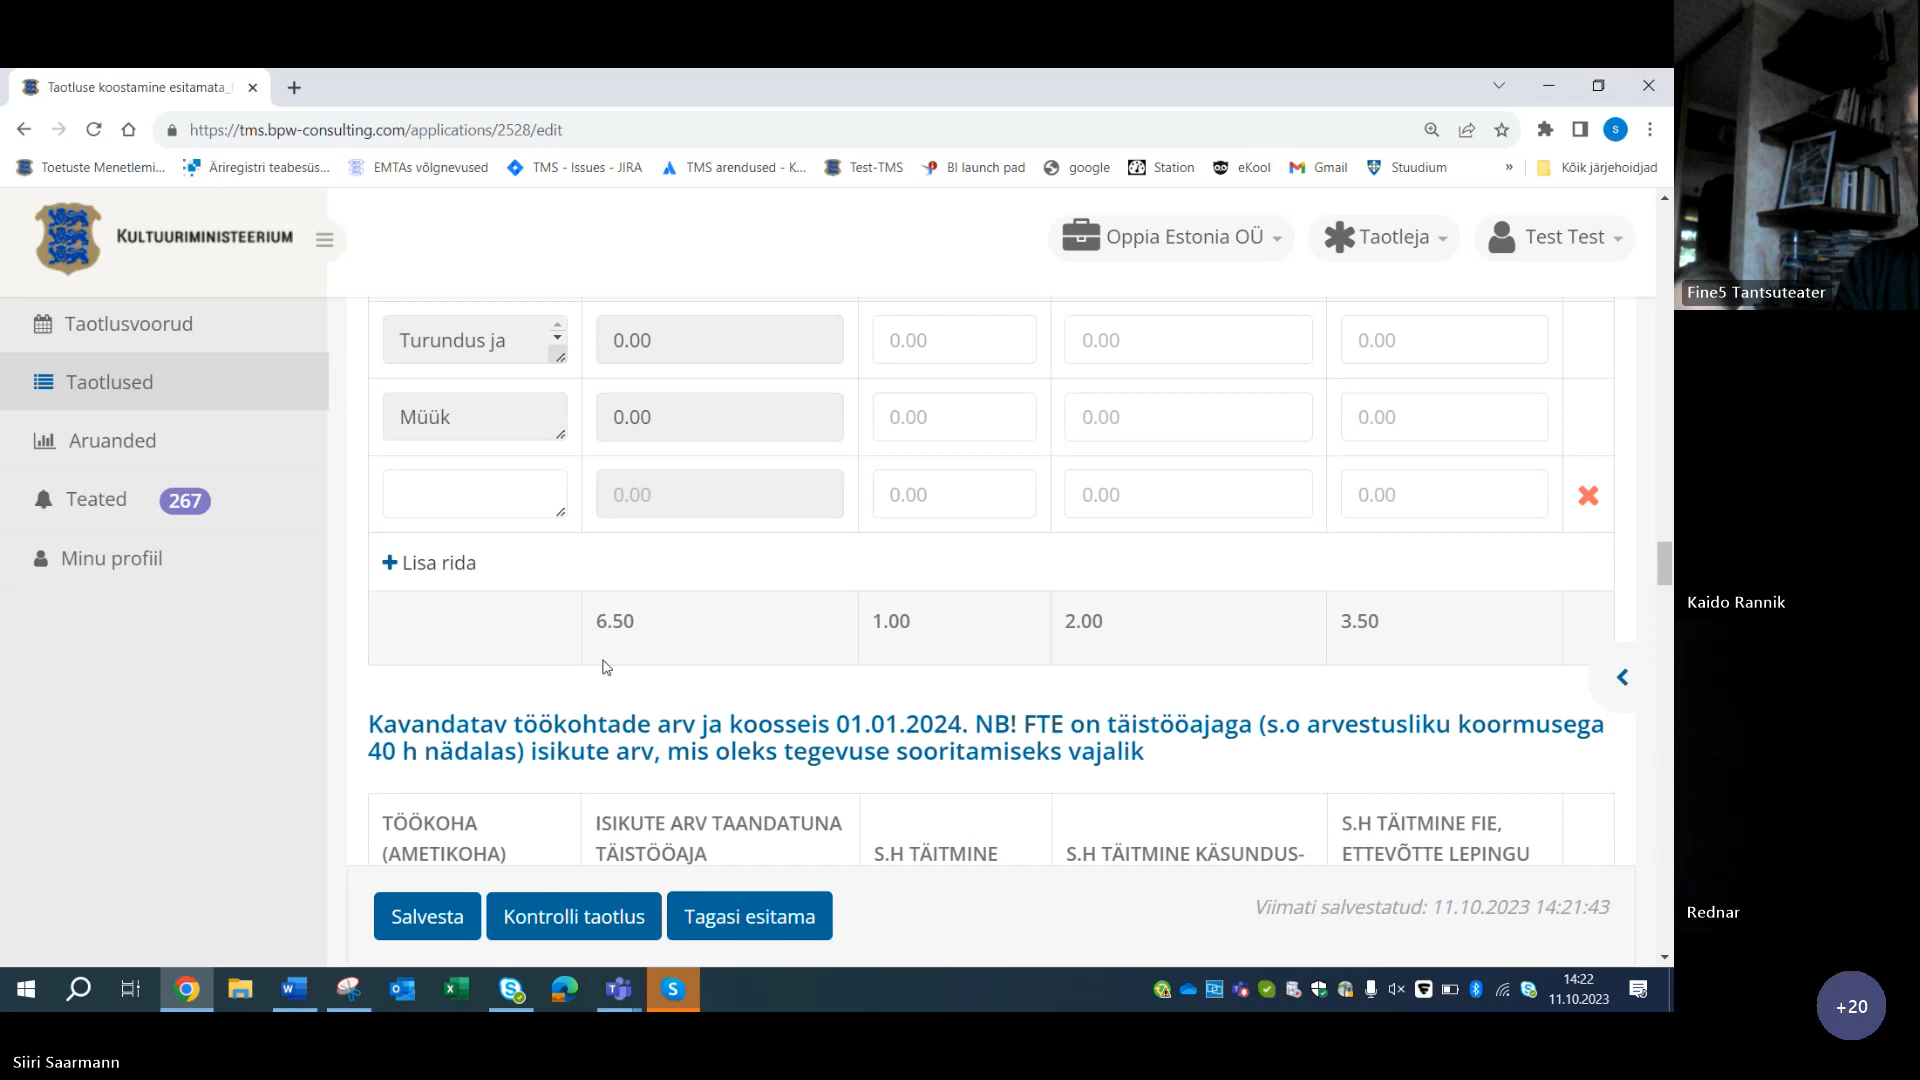 Taotluse koostamine esitamata_
https://tms.bpw-consulting.com/applications/2528/edit
Toetuste Menetlemi... Äriregistri teabesüs... EMTAs võlgnevused TMS - Issues - JIRA TMS arendused - K... Test-TMS BI launch pad google Station eKool Gmail Stuudium » Kõik järjehoidjad
KULTUURIMINISTEERIUM
Oppia Estonia OÜ Taotleja Test Test
Taotlusvoorud
Taotlused
Aruanded
Teated 267
Minu profiil
Turundus ja 0.00 0.00 0.00 0.00
Müük 0.00 0.00 0.00 0.00
0.00 0.00 0.00 0.00
Lisa rida
6.50 1.00 2.00 3.50
Kavandatav töökohtade arv ja koosseis 01.01.2024. NB! FTE on täistööajaga (s.o arvestusliku koormusega
40 h nädalas) isikute arv, mis oleks tegevuse sooritamiseks vajalik
TÖÖKOHA ISIKUTE ARV TAANDATUNA S.H TÄITMINE FIE,
(AMETIKOHA) TÄISTÖÖAJA S.H TÄITMINE S.H TÄITMINE KÄSUNDUS- ETTEVÕTTE LEPINGU
Salvesta Kontrolli taotlus Tagasi esitama
Viimati salvestatud: 11.10.2023 14:21:43
14:22
11.10.2023
Fine5 Tantsuteater
Kaido Rannik
Rednar
+20
Siiri Saarmann